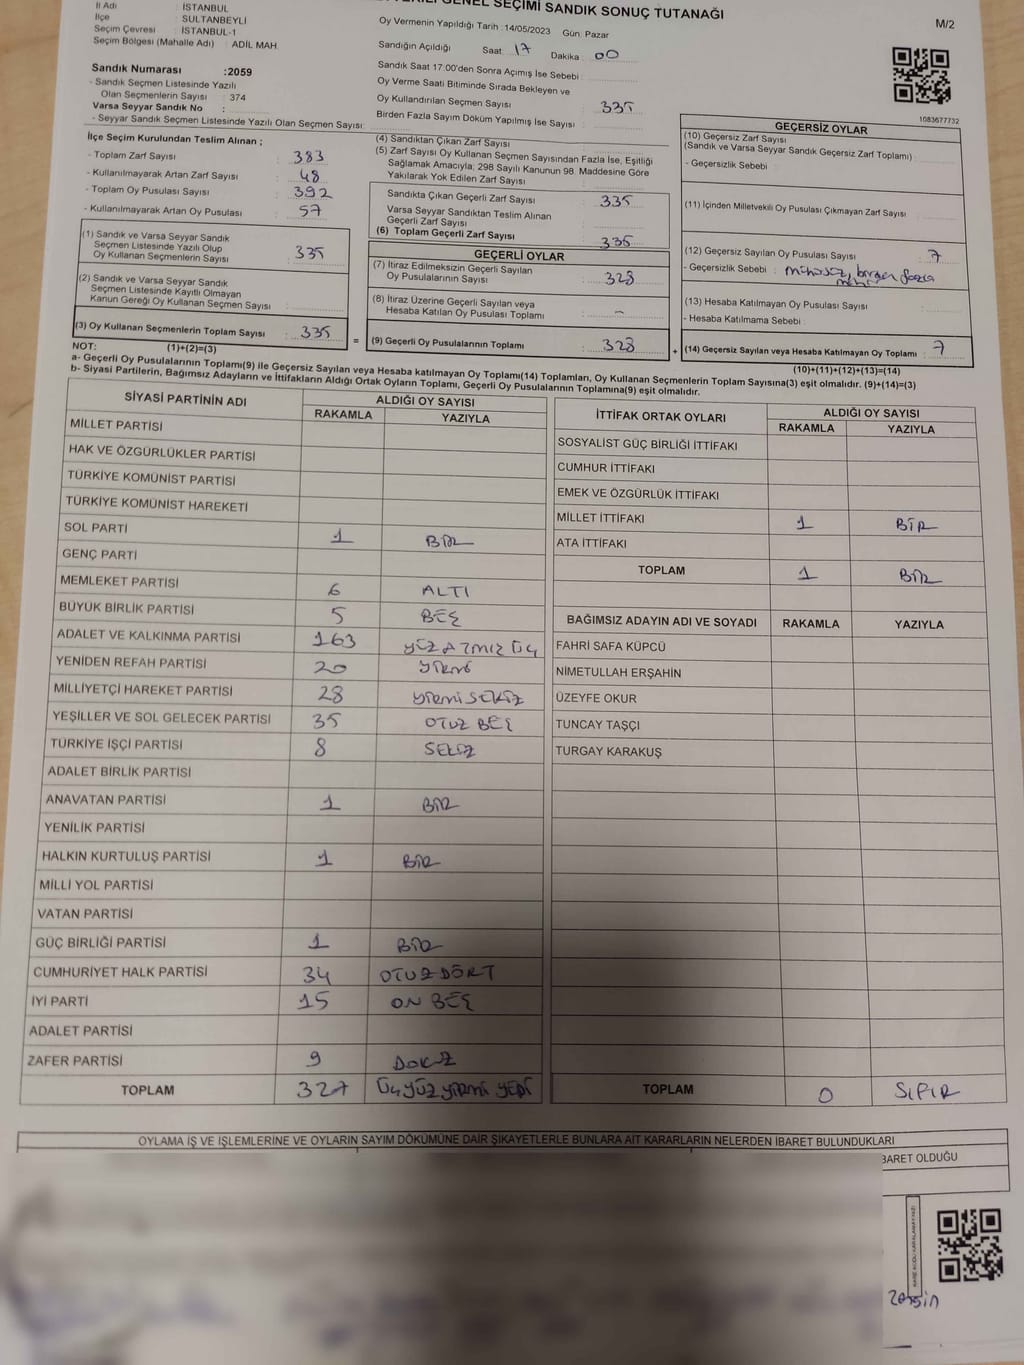 GENEL SEÇİMİ SANDIK SONUÇ TUTANAĞI
M/2
İl Adı : İSTANBUL
İlçe : SULTANBEYLİ
Seçim Çevresi : İSTANBUL-1
Seçim Bölgesi (Mahalle Adı) : ADİL MAH.
Sandık Numarası :2059
- Sandık Seçmen Listesinde Yazılı
Olan Seçmenlerin Sayısı : 374
Varsa Seyyar Sandık No :
- Seyyar Sandık Seçmen Listesinde Yazılı Olan Seçmen Sayısı:
Oy Vermenin Yapıldığı Tarih :14/05/2023 Gün: Pazar
Sandığın Açıldığı Saat 17 Dakika 00
Sandık Saat 17:00'den Sonra Açımış İse Sebebi
Oy Verme Saati Bitiminde Sırada Bekleyen ve
Oy Kullandırılan Seçmen Sayısı : 335
Birden Fazla Sayım Döküm Yapılmış İse Sayısı :
1083677732
İlçe Seçim Kurulundan Teslim Alınan ;
- Toplam Zarf Sayısı : 383
- Kullanılmayarak Artan Zarf Sayısı : 48
- Toplam Oy Pusulası Sayısı : 392
- Kullanılmayarak Artan Oy Pusulası : 57
(1) Sandık ve Varsa Seyyar Sandık
Seçmen Listesinde Yazılı Olup
Oy Kullanan Seçmenlerin Sayısı : 335
(2) Sandık ve Varsa Seyyar Sandık
Seçmen Listesinde Kayıtlı Olmayan
Kanun Gereği Oy Kullanan Seçmen Sayısı :
(3) Oy Kullanan Seçmenlerin Toplam Sayısı : 335
(4) Sandıktan Çıkan Zarf Sayısı :
(5) Zarf Sayısı Oy Kullanan Seçmen Sayısından Fazla İse, Eşitliği
Sağlamak Amacıyla; 298 Sayılı Kanunun 98. Maddesine Göre
Yakılarak Yok Edilen Zarf Sayısı :
Sandıkta Çıkan Geçerli Zarf Sayısı : 335
Varsa Seyyar Sandıktan Teslim Alınan
Geçerli Zarf Sayısı :
(6) Toplam Geçerli Zarf Sayısı : 335
GEÇERLİ OYLAR
(7) İtiraz Edilmeksizin Geçerli Sayılan
Oy Pusulalarının Sayısı : 328
(8) İtiraz Üzerine Geçerli Sayılan veya
Hesaba Katılan Oy Pusulası Toplamı : -
= (9) Geçerli Oy Pusulalarının Toplamı : 328
GEÇERSİZ OYLAR
(10) Geçersiz Zarf Sayısı
(Sandık ve Varsa Seyyar Sandık Geçersiz Zarf Toplamı) :
- Geçersizlik Sebebi :
(11) İçinden Milletvekili Oy Pusulası Çıkmayan Zarf Sayısı :
(12) Geçersiz Sayılan Oy Pusulası Sayısı : 7
- Geçersizlik Sebebi : mühürsüz, birden fazla
(13) Hesaba Katılmayan Oy Pusulası Sayısı :
- Hesaba Katılmama Sebebi :
+ (14) Geçersiz Sayılan veya Hesaba Katılmayan Oy Toplamı : 7
NOT: (1)+(2)=(3)
(10)+(11)+(12)+(13)=(14)
a- Geçerli Oy Pusulalarının Toplamı(9) ile Geçersiz Sayılan veya Hesaba katılmayan Oy Toplamı(14) Toplamları, Oy Kullanan Seçmenlerin Toplam Sayısına(3) eşit olmalıdır. (9)+(14)=(3)
b- Siyasi Partilerin, Bağımsız Adayların ve İttifakların Aldığı Ortak Oyların Toplamı, Geçerli Oy Pusulalarının Toplamına(9) eşit olmalıdır.
SİYASİ PARTİNİN ADI ALDIĞI OY SAYISI
RAKAMLA YAZIYLA
MİLLET PARTİSİ
HAK VE ÖZGÜRLÜKLER PARTİSİ
TÜRKİYE KOMÜNİST PARTİSİ
TÜRKİYE KOMÜNİST HAREKETİ
SOL PARTİ 1 BİR
GENÇ PARTİ
MEMLEKET PARTİSİ 6 ALTI
BÜYÜK BİRLİK PARTİSİ 5 BEŞ
ADALET VE KALKINMA PARTİSİ 163 YÜZ ATMIZ ÜÇ
YENİDEN REFAH PARTİSİ 20 YİRMİ
MİLLİYETÇİ HAREKET PARTİSİ 28 YİRMİ SEKİZ
YEŞİLLER VE SOL GELECEK PARTİSİ 35 OTUZ BEŞ
TÜRKİYE İŞÇİ PARTİSİ 8 SEKİZ
ADALET BİRLİK PARTİSİ
ANAVATAN PARTİSİ 1 BİR
YENİLİK PARTİSİ
HALKIN KURTULUŞ PARTİSİ 1 BİR
MİLLİ YOL PARTİSİ
VATAN PARTİSİ
GÜÇ BİRLİĞİ PARTİSİ 1 BİR
CUMHURİYET HALK PARTİSİ 34 OTUZDÖRT
İYİ PARTİ 15 ON BEŞ
ADALET PARTİSİ
ZAFER PARTİSİ 9 DOKUZ
TOPLAM 327 ÜÇYÜZ YİRMİ YEDİ
İTTİFAK ORTAK OYLARI ALDIĞI OY SAYISI
RAKAMLA YAZIYLA
SOSYALİST GÜÇ BİRLİĞİ İTTİFAKI
CUMHUR İTTİFAKI
EMEK VE ÖZGÜRLÜK İTTİFAKI
MİLLET İTTİFAKI 1 BİR
ATA İTTİFAKI
TOPLAM 1 BİR
BAĞIMSIZ ADAYIN ADI VE SOYADI RAKAMLA YAZIYLA
FAHRİ SAFA KÜPCÜ
NİMETULLAH ERŞAHİN
ÜZEYFE OKUR
TUNCAY TAŞÇI
TURGAY KARAKUŞ
TOPLAM 0 SIFIR
OYLAMA İŞ VE İŞLEMLERİNE VE OYLARIN SAYIM DÖKÜMÜNE DAİR ŞİKAYETLERLE BUNLARA AİT KARARLARIN NELERDEN İBARET BULUNDUKLARI
BARET OLDUĞU